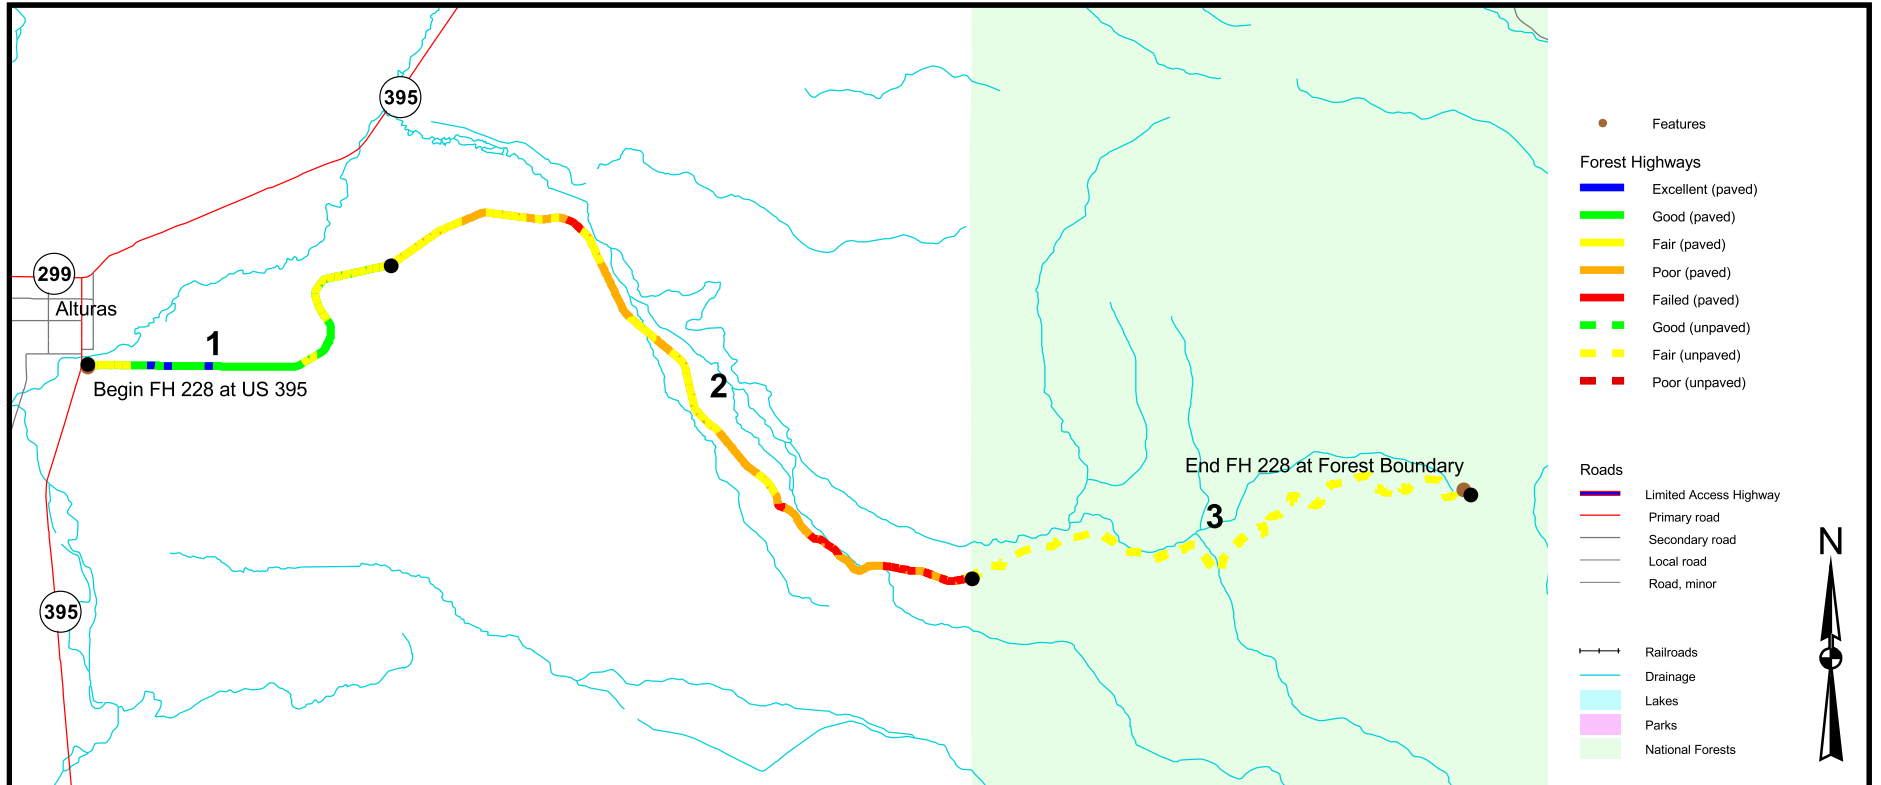 395
299
Alturas
1
Begin FH 228 at US 395
2
End FH 228 at Forest Boundary
3
395
Features
Forest Highways
Excellent (paved)
Good (paved)
Fair (paved)
Poor (paved)
Failed (paved)
Good (unpaved)
Fair (unpaved)
Poor (unpaved)
Roads
Limited Access Highway
Primary road
Secondary road
Local road
Road, minor
N
Railroads
Drainage
Lakes
Parks
National Forests